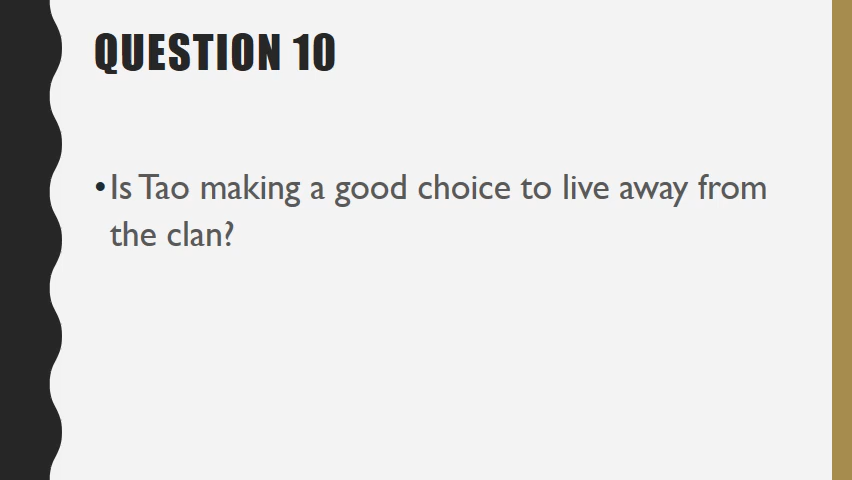 QUESTION 10
•Is Tao making a good choice to live away from
the clan?